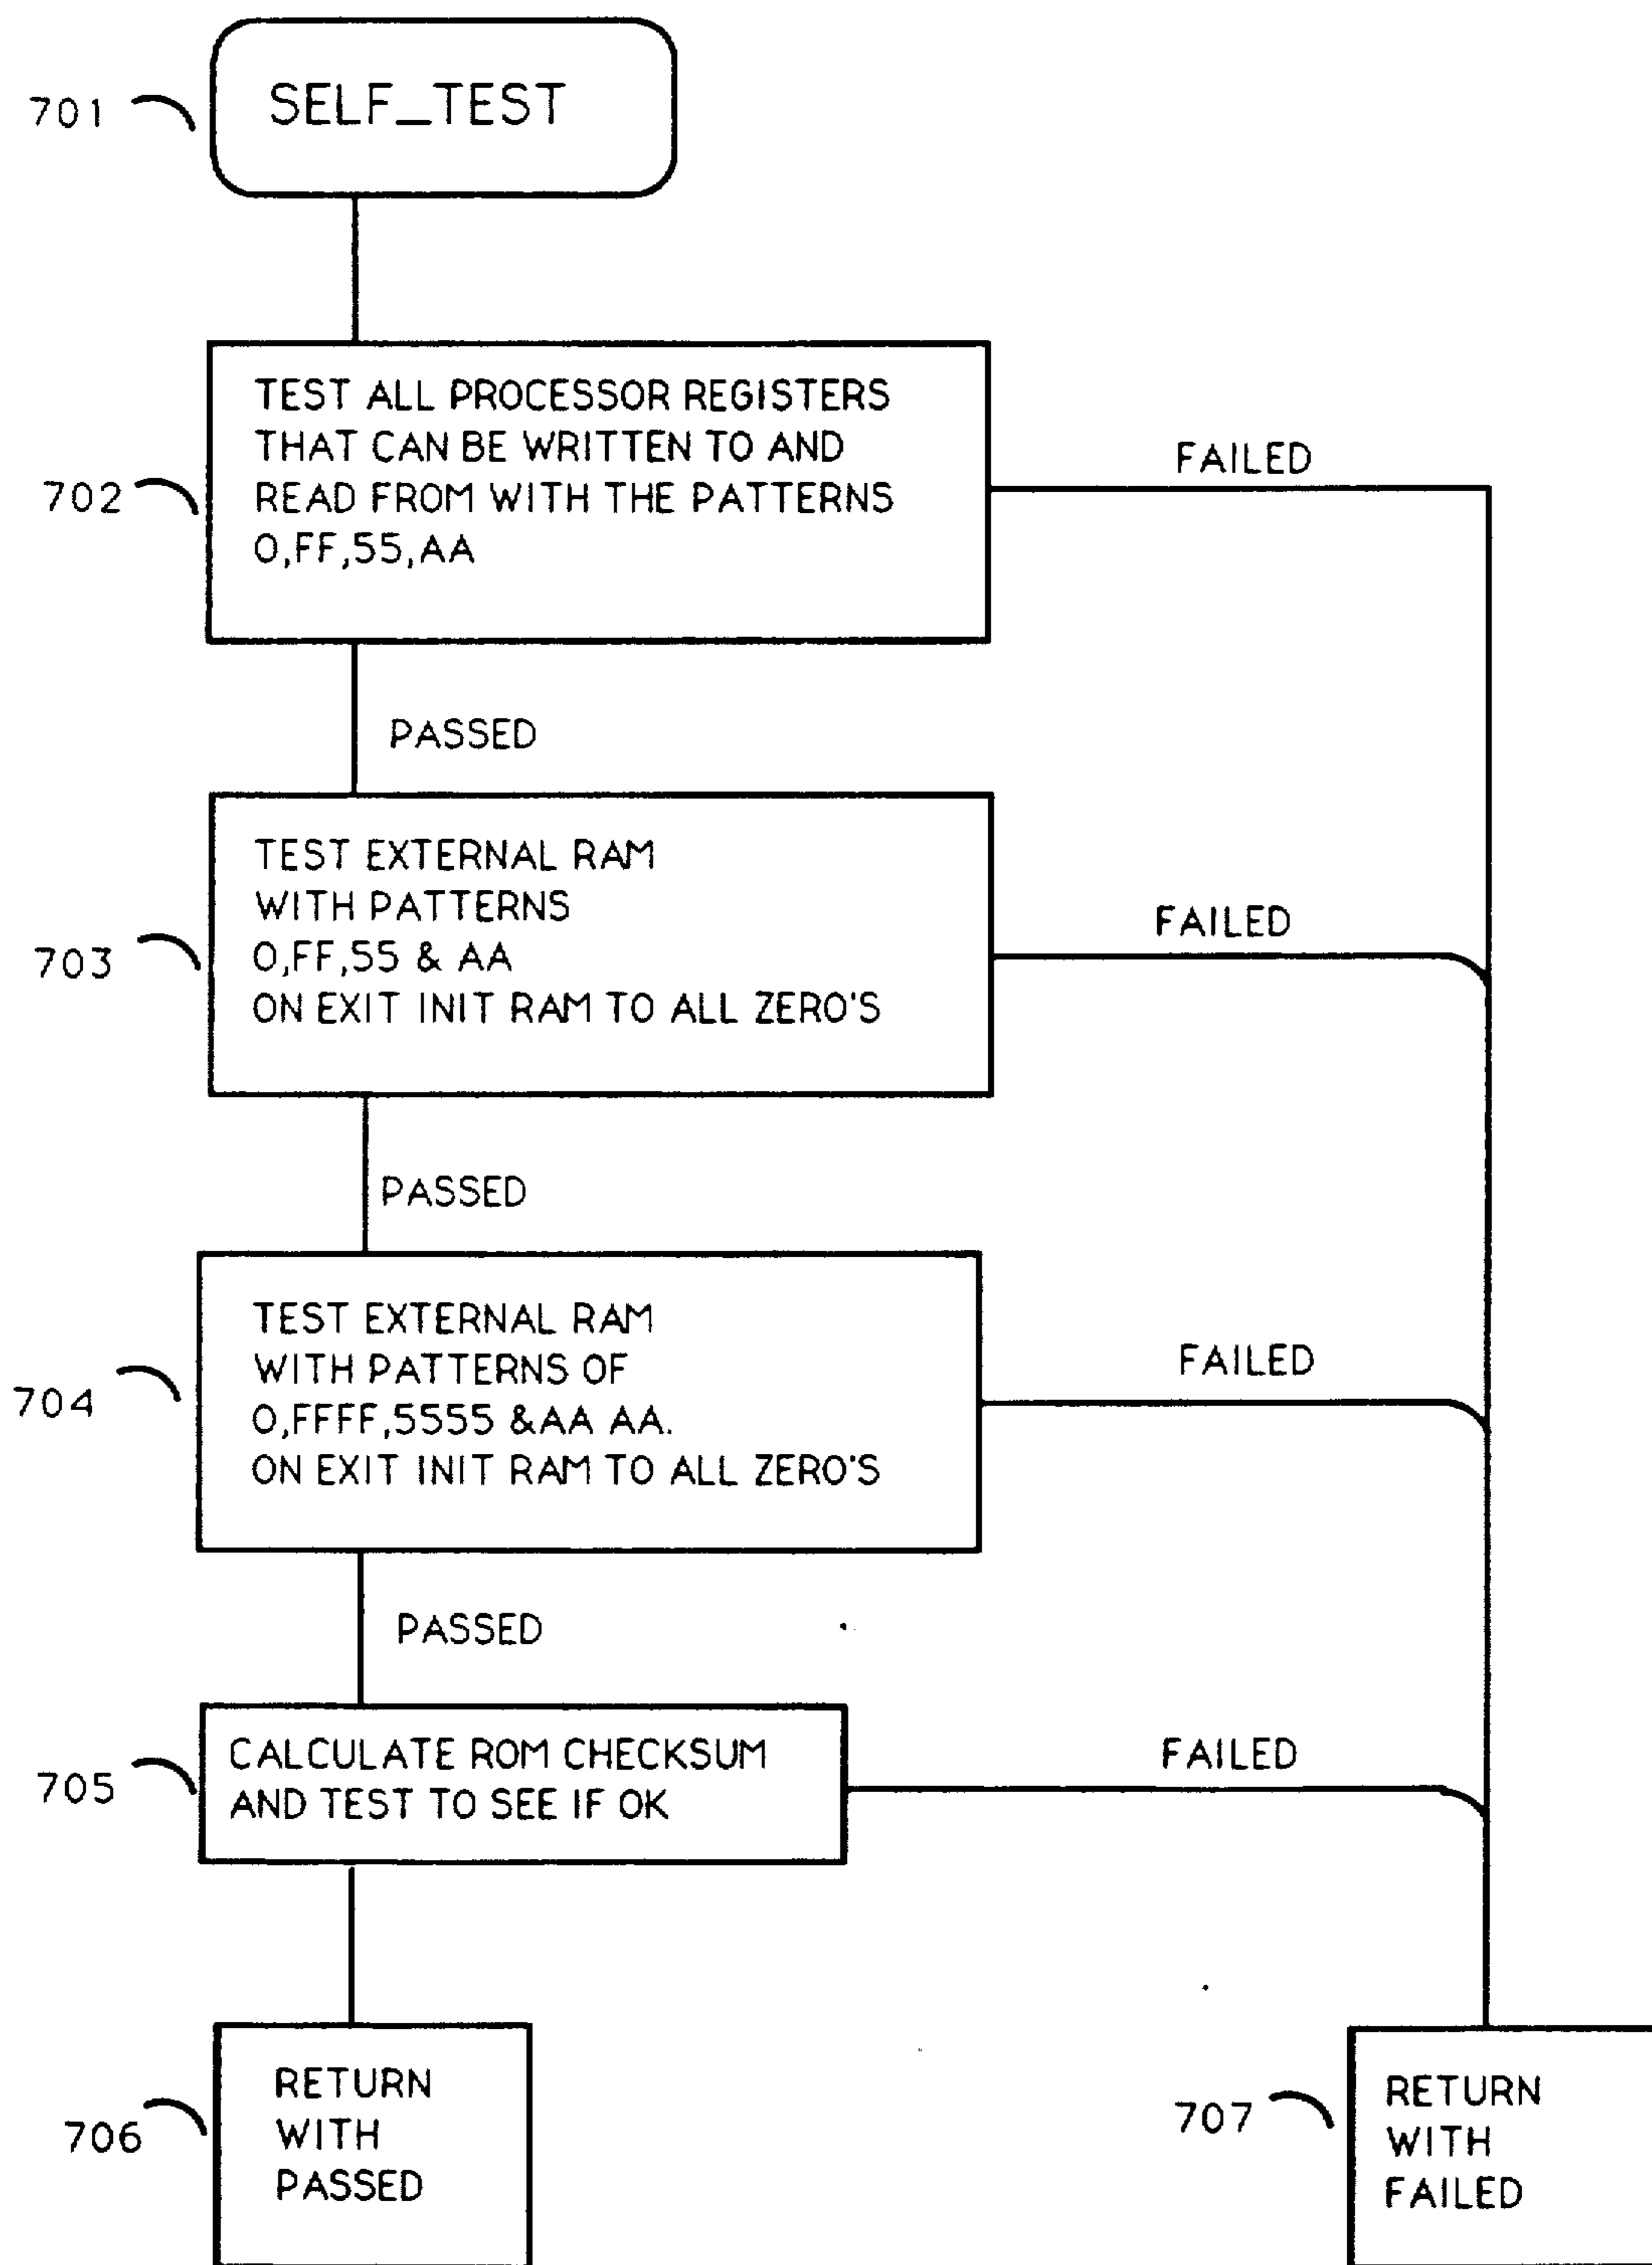 701
SELF_TEST
702
TEST ALL PROCESSOR REGISTERS
THAT CAN BE WRITTEN TO AND
READ FROM WITH THE PATTERNS
0,FF,55,AA
FAILED
PASSED
703
TEST EXTERNAL RAM
WITH PATTERNS
0,FF,55 & AA
ON EXIT INIT RAM TO ALL ZERO'S
FAILED
PASSED
704
TEST EXTERNAL RAM
WITH PATTERNS OF
0,FFFF,5555 &AA AA.
ON EXIT INIT RAM TO ALL ZERO'S
FAILED
PASSED
705
CALCULATE ROM CHECKSUM
AND TEST TO SEE IF OK
FAILED
706
RETURN
WITH
PASSED
707
RETURN
WITH
FAILED